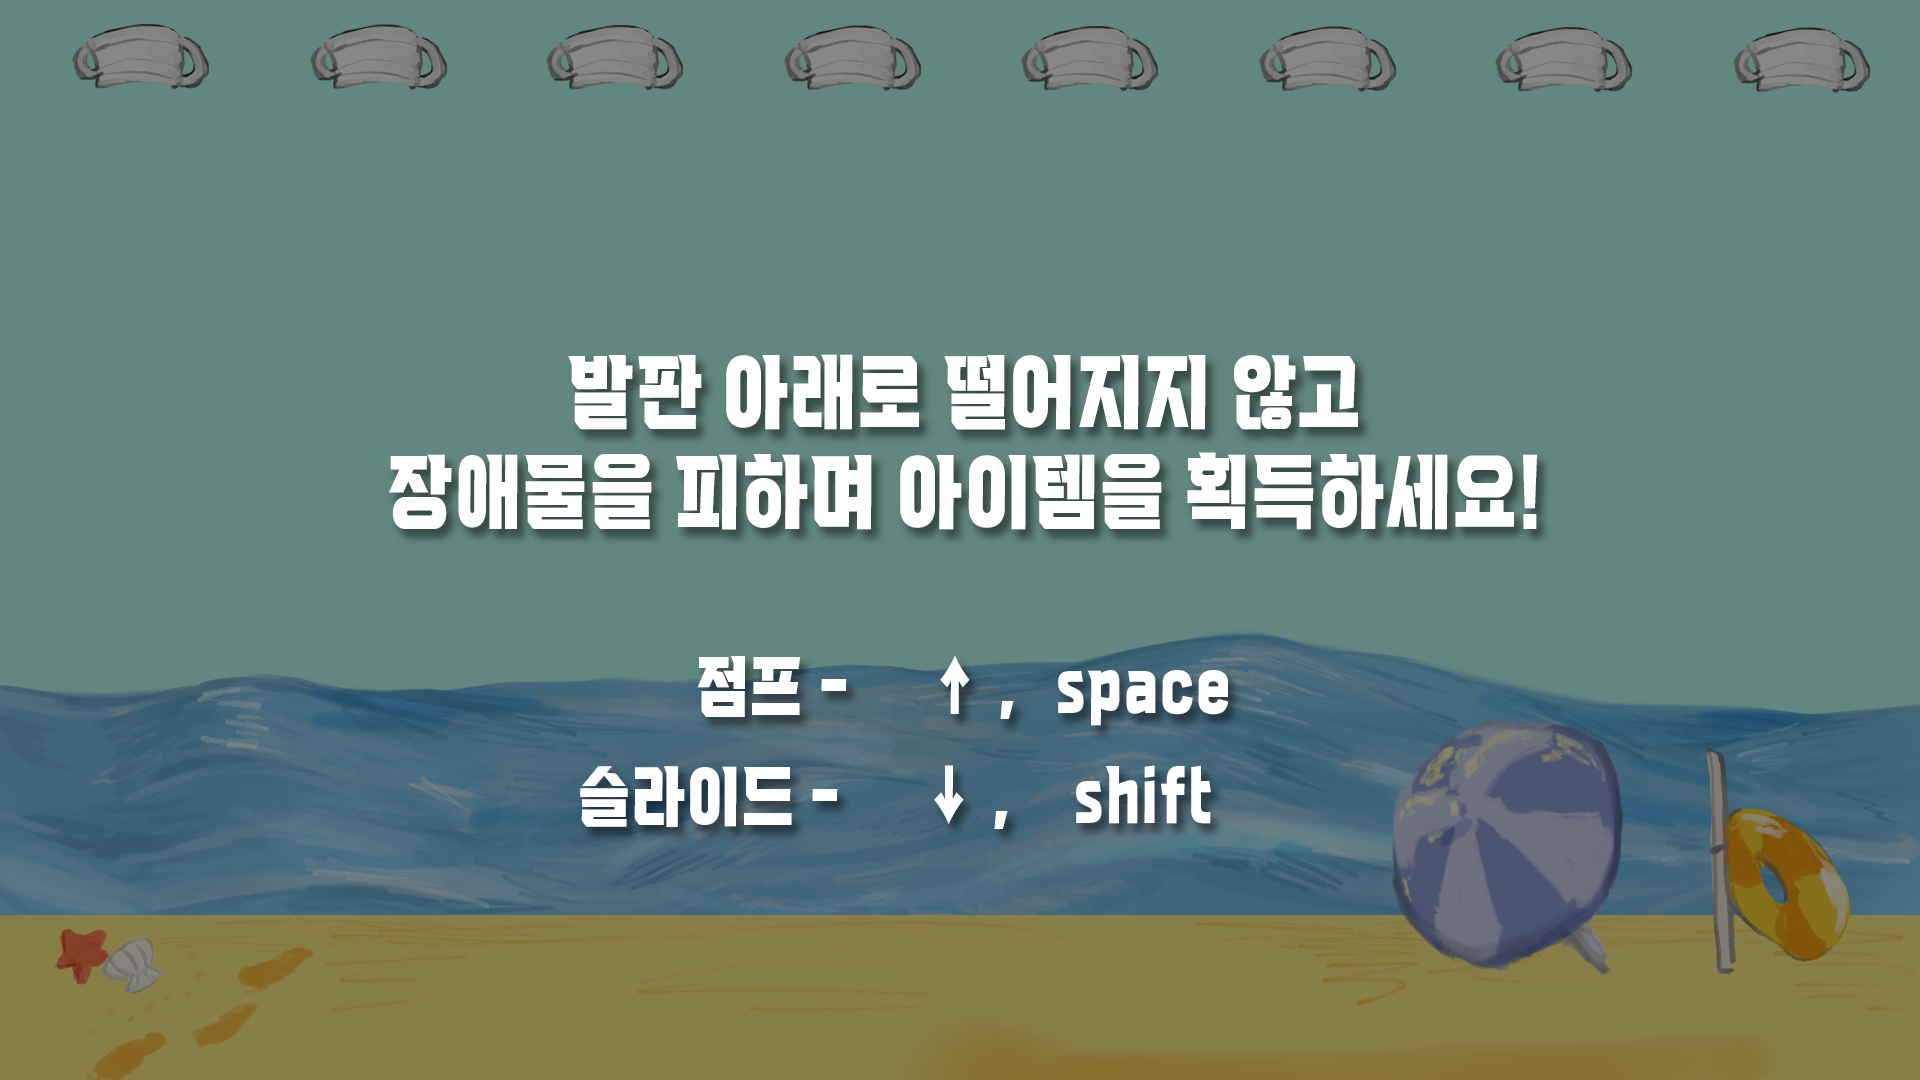 발판 아래로 떨어지지 않고
장애물을 피하며 아이템을 획득하세요!
점프 - ↑ , space
슬라이드 - ↓ , shift